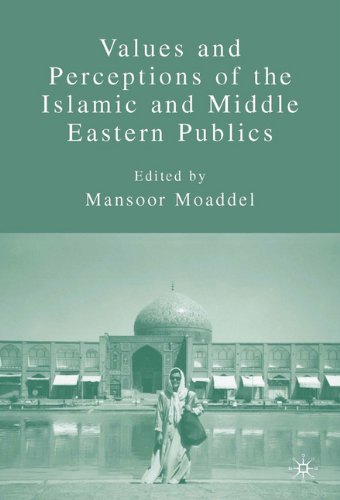 Values and
Perceptions of the
Islamic and Middle
Eastern Publics
Edited by
Mansoor Moaddel